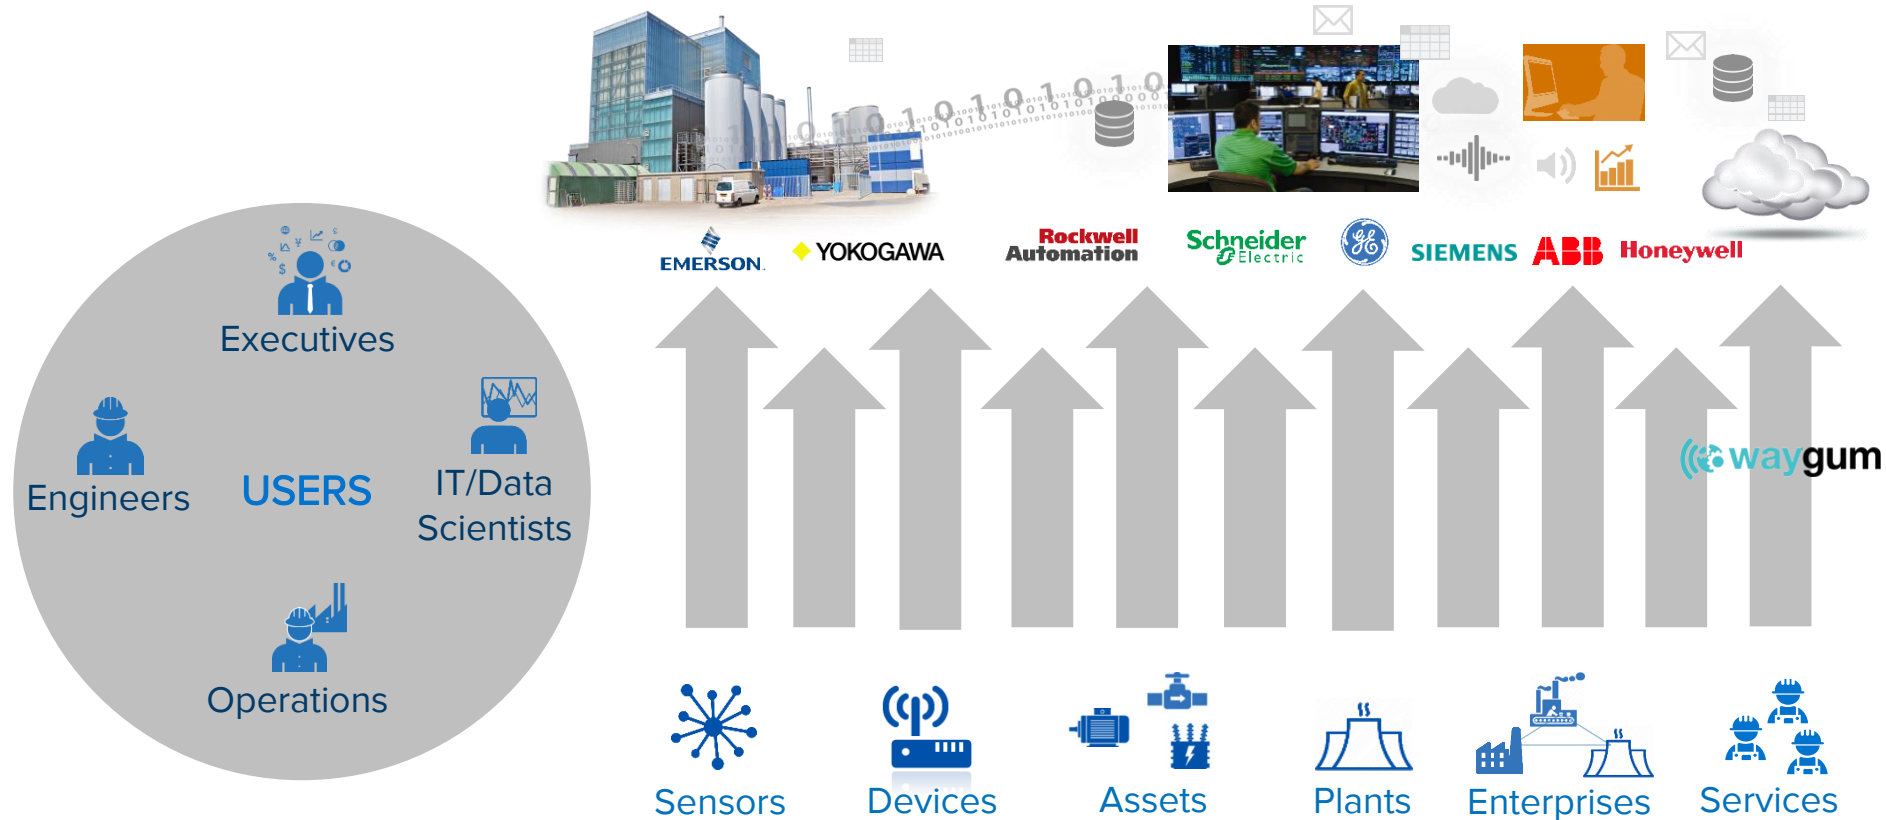 EMERSON.
YOKOGAWA
Rockwell
Automation
Schneider
Electric
GE
SIEMENS
ABB
Honeywell
Executives
Engineers
USERS
IT/Data
Scientists
Operations
waygum
Sensors
Devices
Assets
Plants
Enterprises
Services